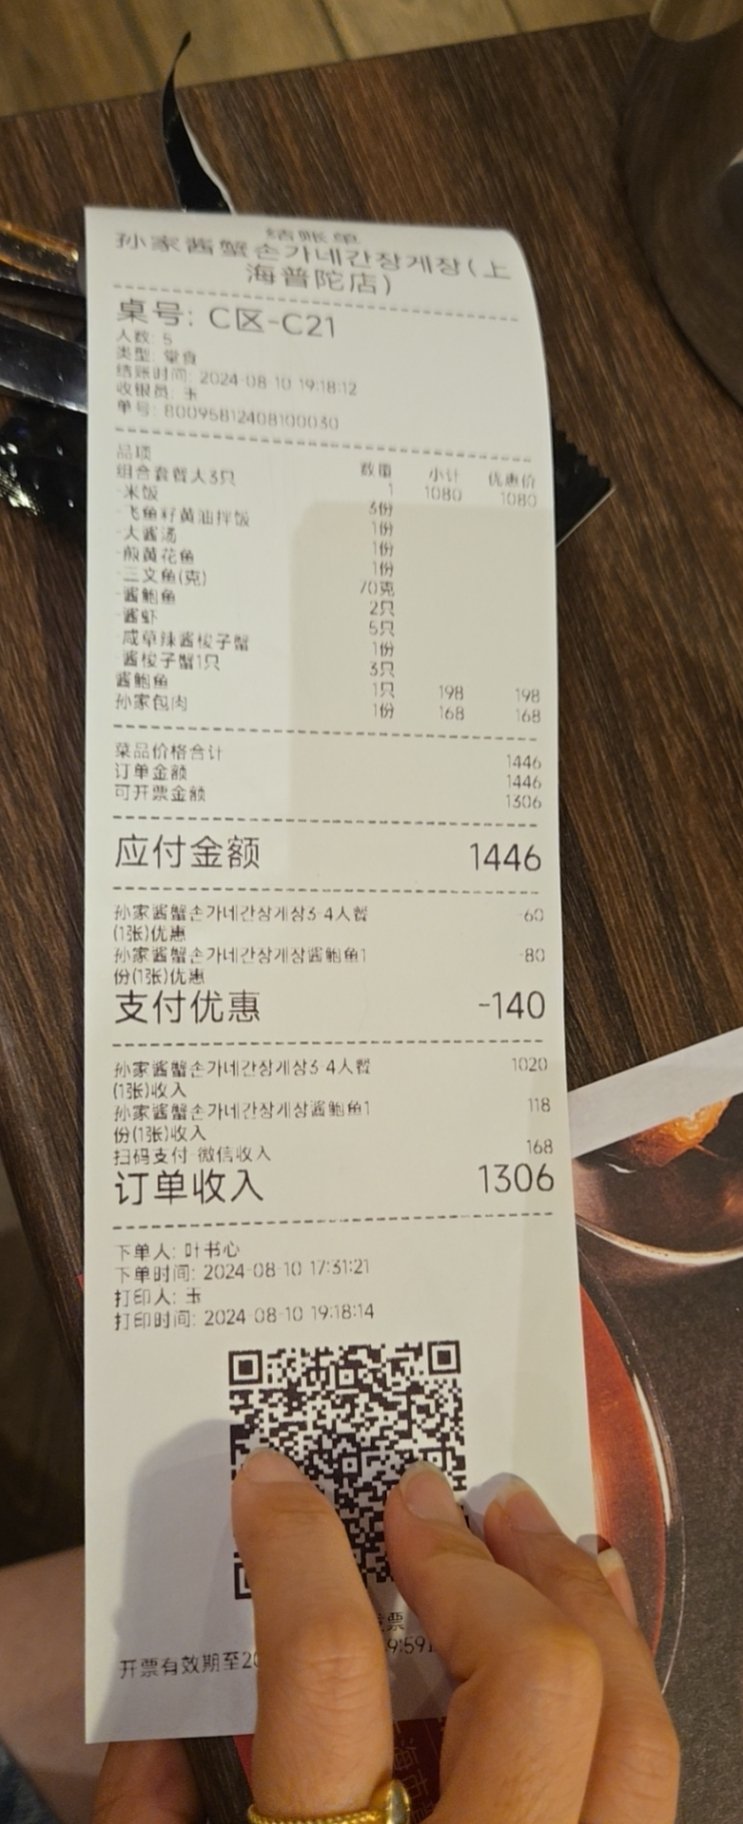 结账单
孙家酱蟹손가네간장게장(上
海普陀店)
桌号: C区-C21
人数: 5
类型: 堂食
结账时间: 2024-08-10 19:18:12
收银员: 玉
单号: 80095812408100030
品项 数量 小计 优惠价
组合套餐大3只 1 1080 1080
·米饭 3份
·飞鱼籽黄油拌饭 1份
·大酱汤 1份
·煎黄花鱼 1份
·三文鱼(克) 70克
·酱鲍鱼 2只
·酱虾 5只
·咸草辣酱梭子蟹 1份
·酱梭子蟹1只 3只
酱鲍鱼 1只 198 198
孙家包肉 1份 168 168
菜品价格合计 1446
订单金额 1446
可开票金额 1306
应付金额 1446
孙家酱蟹손가네간장게장3-4人餐 -60
(1张)优惠
孙家酱蟹손가네간장게장酱鲍鱼1 -80
份(1张)优惠
支付优惠 -140
孙家酱蟹손가네간장게장3-4人餐 1020
(1张)收入
孙家酱蟹손가네간장게장酱鲍鱼1 118
份(1张)收入
扫码支付-微信收入 168
订单收入 1306
下单人: 叶书心
下单时间: 2024-08-10 17:31:21
打印人: 玉
打印时间: 2024-08-10 19:18:14
票
开票有效期至20 9:59